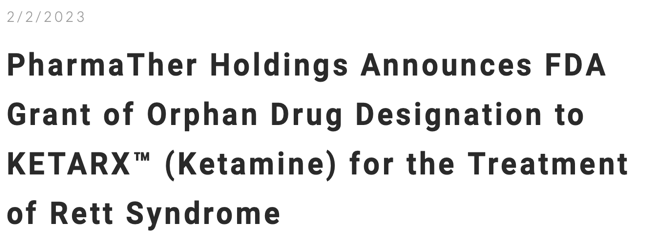 2/2/2023
PharmaTher Holdings Announces FDA
Grant of Orphan Drug Designation to
KETARX™ (Ketamine) for the Treatment
of Rett Syndrome